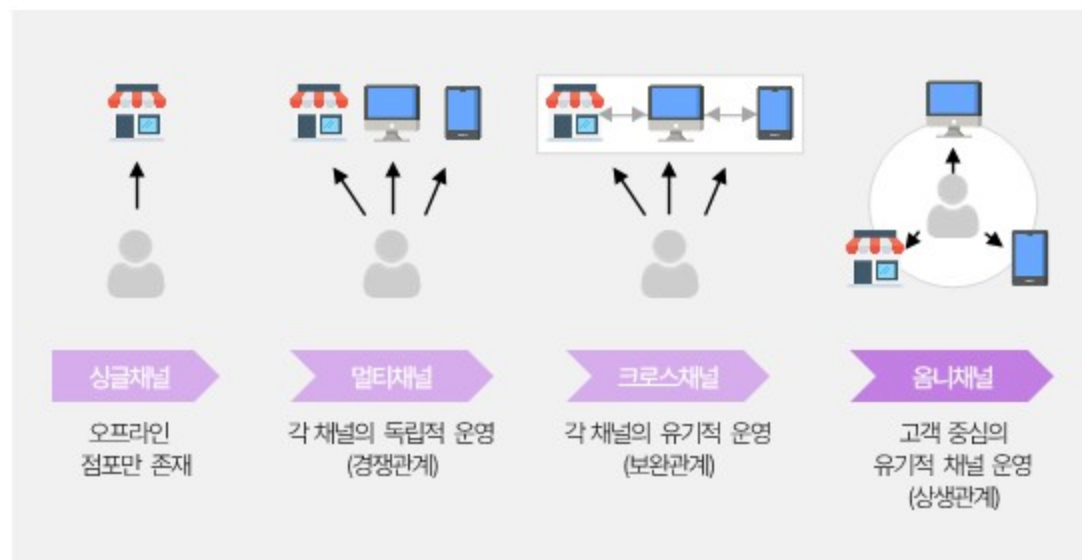 싱글채널
멀티채널
크로스채널
옴니채널
오프라인
점포만 존재
각 채널의 독립적 운영
(경쟁관계)
각 채널의 유기적 운영
(보완관계)
고객 중심의
유기적 채널 운영
(상생관계)